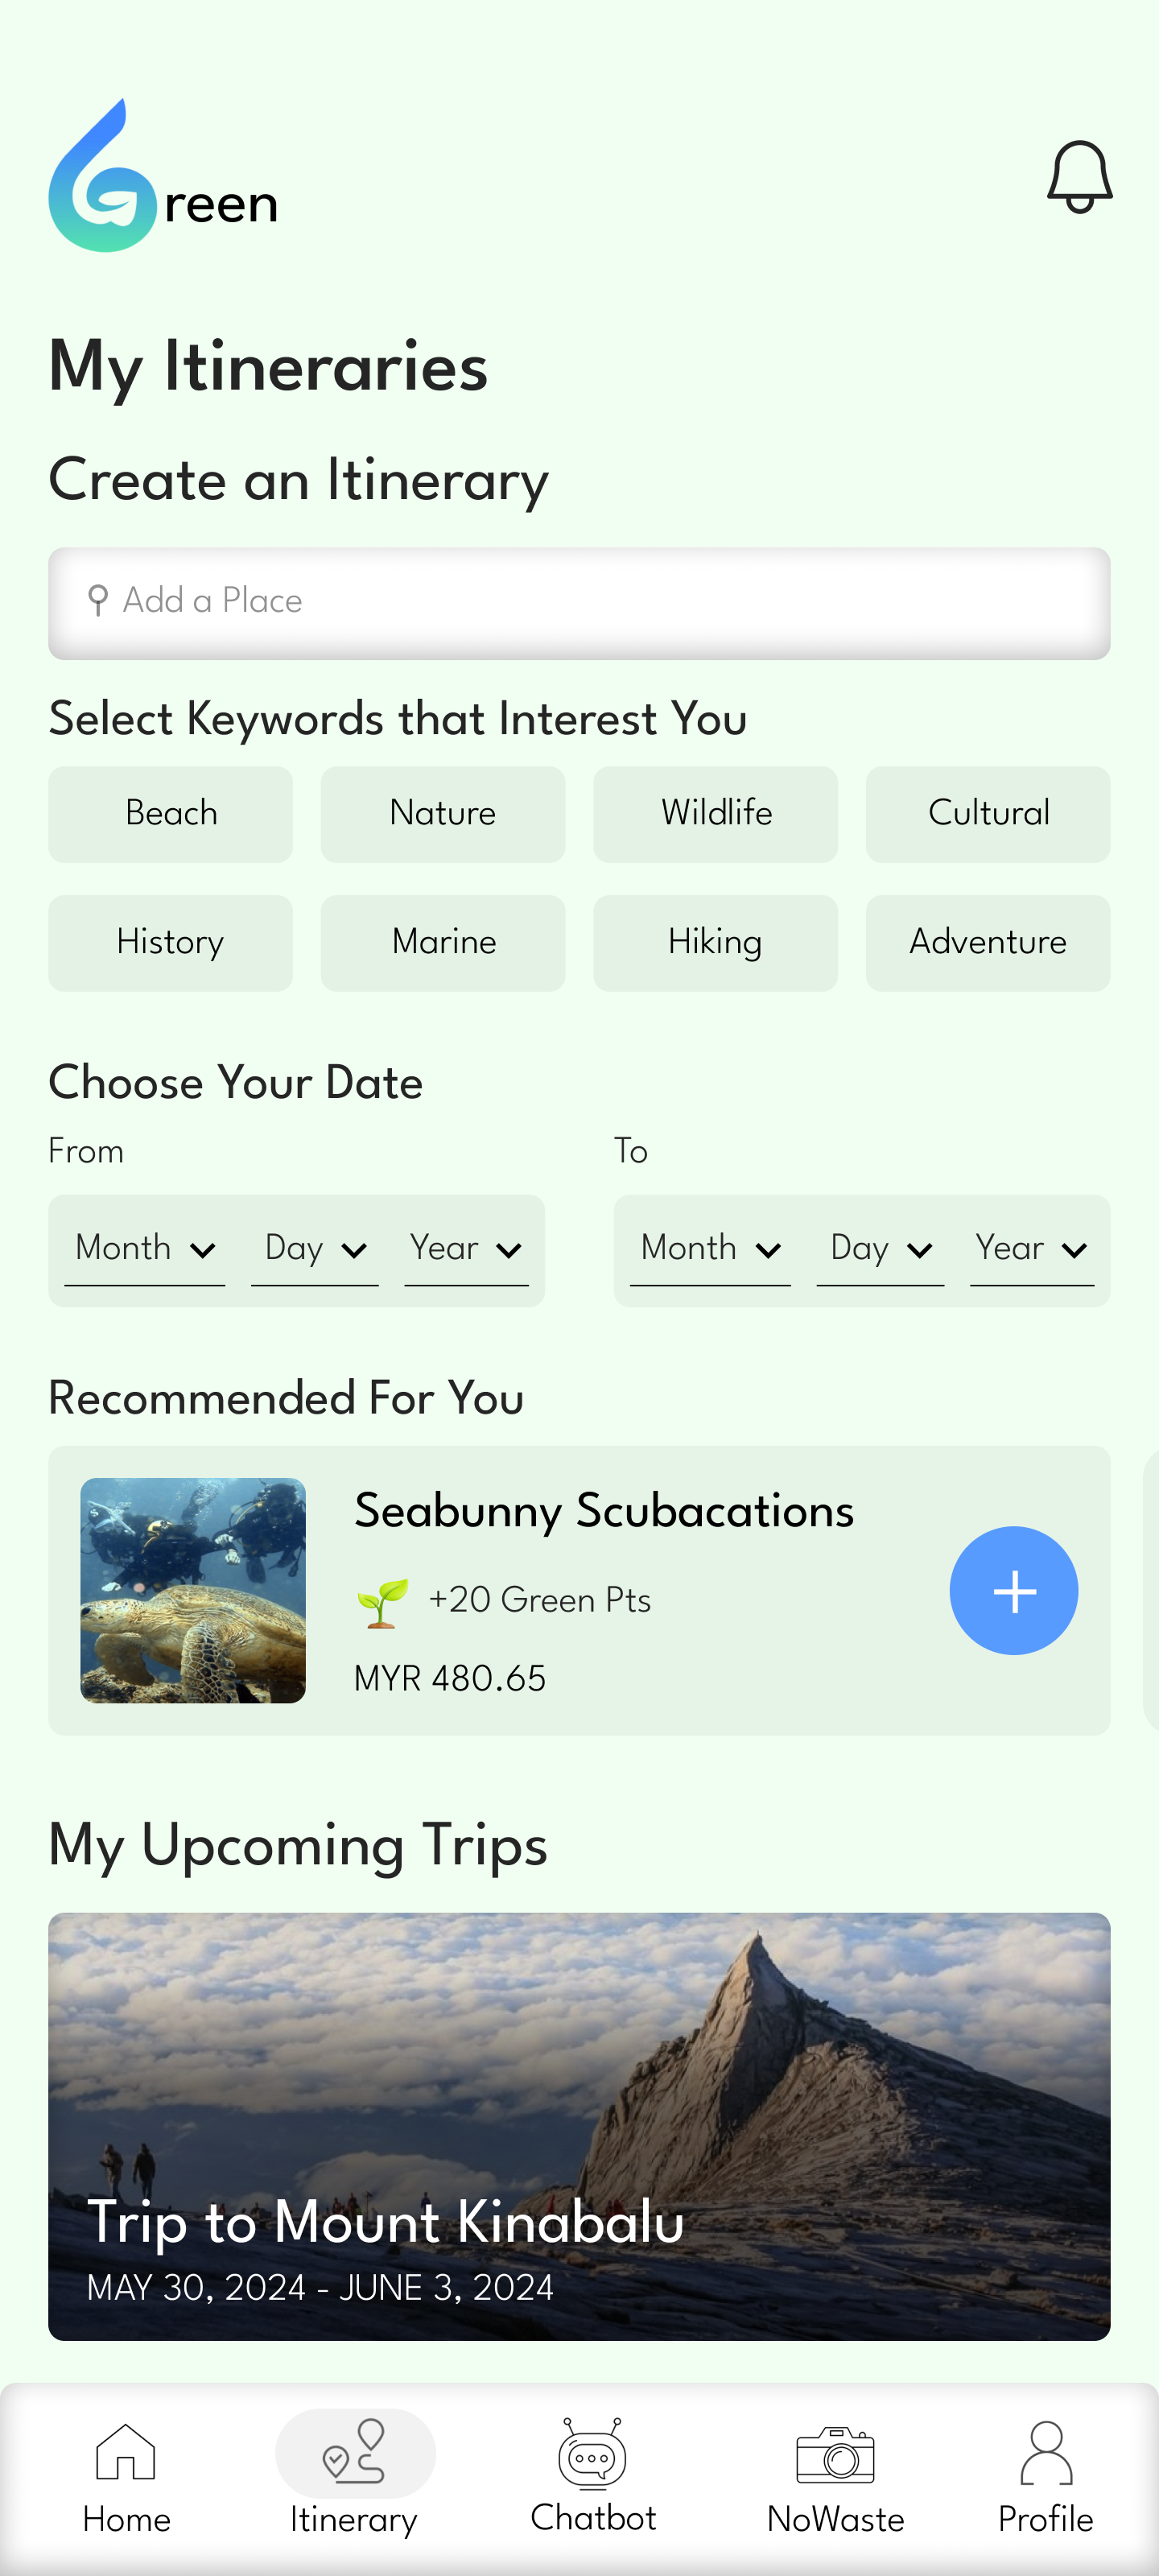 Green
My Itineraries
Create an Itinerary
Add a Place
Select Keywords that Interest You
Beach Nature Wildlife Cultural
History Marine Hiking Adventure
Choose Your Date
From To
Month Day Year Month Day Year
Recommended For You
Seabunny Scubacations
+20 Green Pts
MYR 480.65
My Upcoming Trips
Trip to Mount Kinabalu
MAY 30, 2024 - JUNE 3, 2024
Home Itinerary Chatbot NoWaste Profile